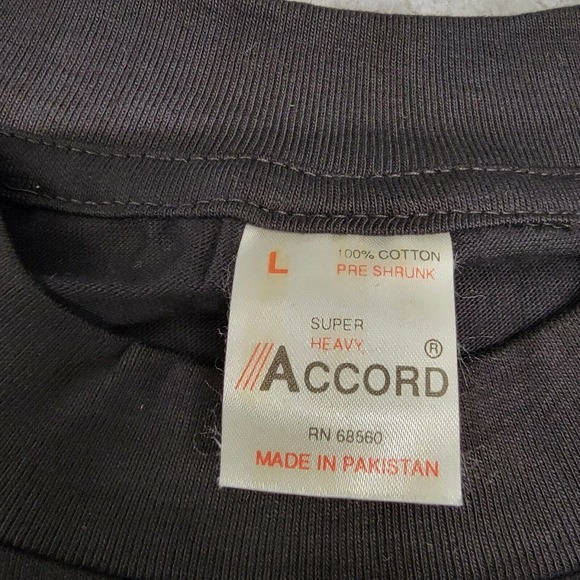 L
100% COTTON
PRE SHRUNK
SUPER
HEAVY
ACCORD ®
RN 68560
MADE IN PAKISTAN